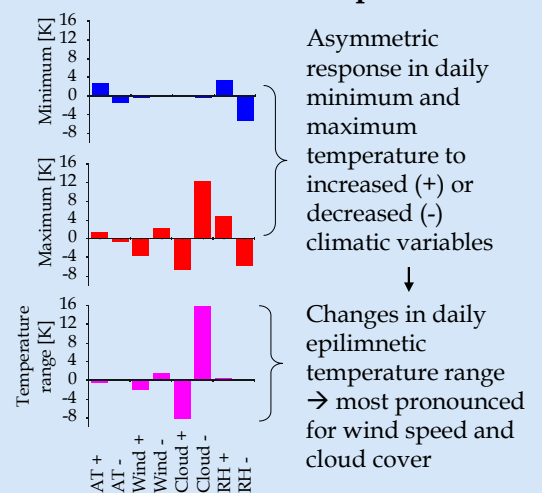 Minimum [K]
16
12
8
4
0
-4
-8
Asymmetric
response in daily
minimum and
maximum
temperature to
increased (+) or
decreased (-)
climatic variables
Maximum [K]
16
12
8
4
0
-4
-8
Temperature
range [K]
16
12
8
4
0
-4
-8
Changes in daily
epilimnetic
temperature range
→ most pronounced
for wind speed and
cloud cover
AT +
AT -
Wind +
Wind -
Cloud +
Cloud -
RH +
RH -